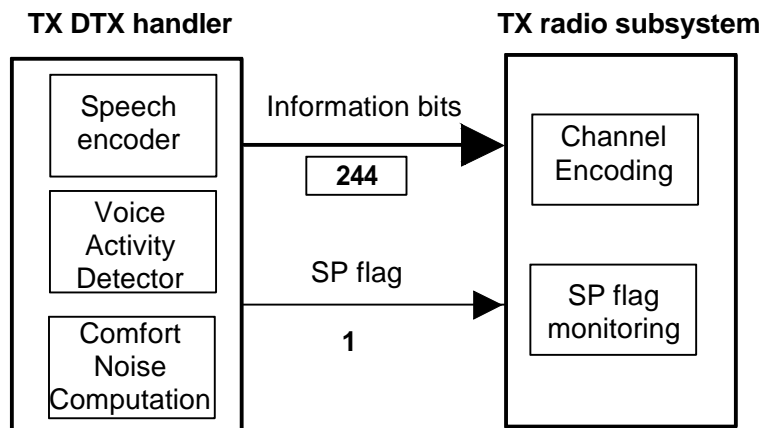 TX DTX handler
TX radio subsystem
Speech
encoder
Information bits
244
Channel
Encoding
Voice
Activity
Detector
SP flag
1
SP flag
monitoring
Comfort
Noise
Computation